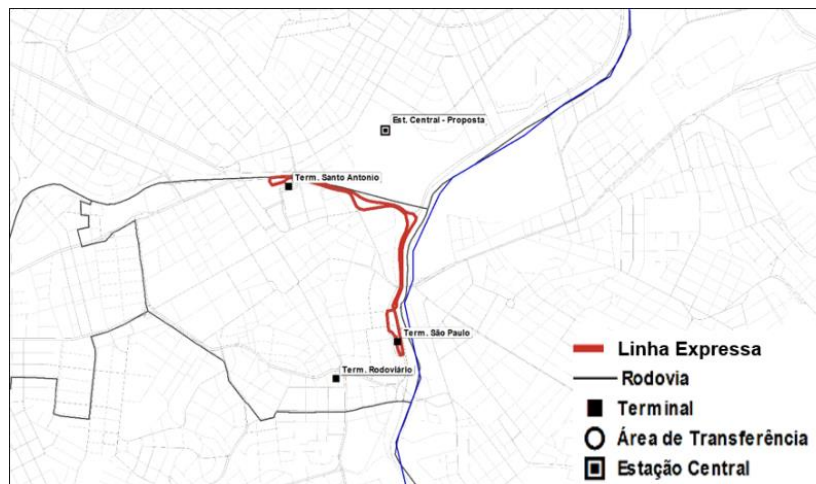 Est. Central - Proposta
Term. Santo Antonio
Term. São Paulo
Term. Rodoviário
Linha Expressa
Rodovia
Terminal
Área de Transferência
Estação Central